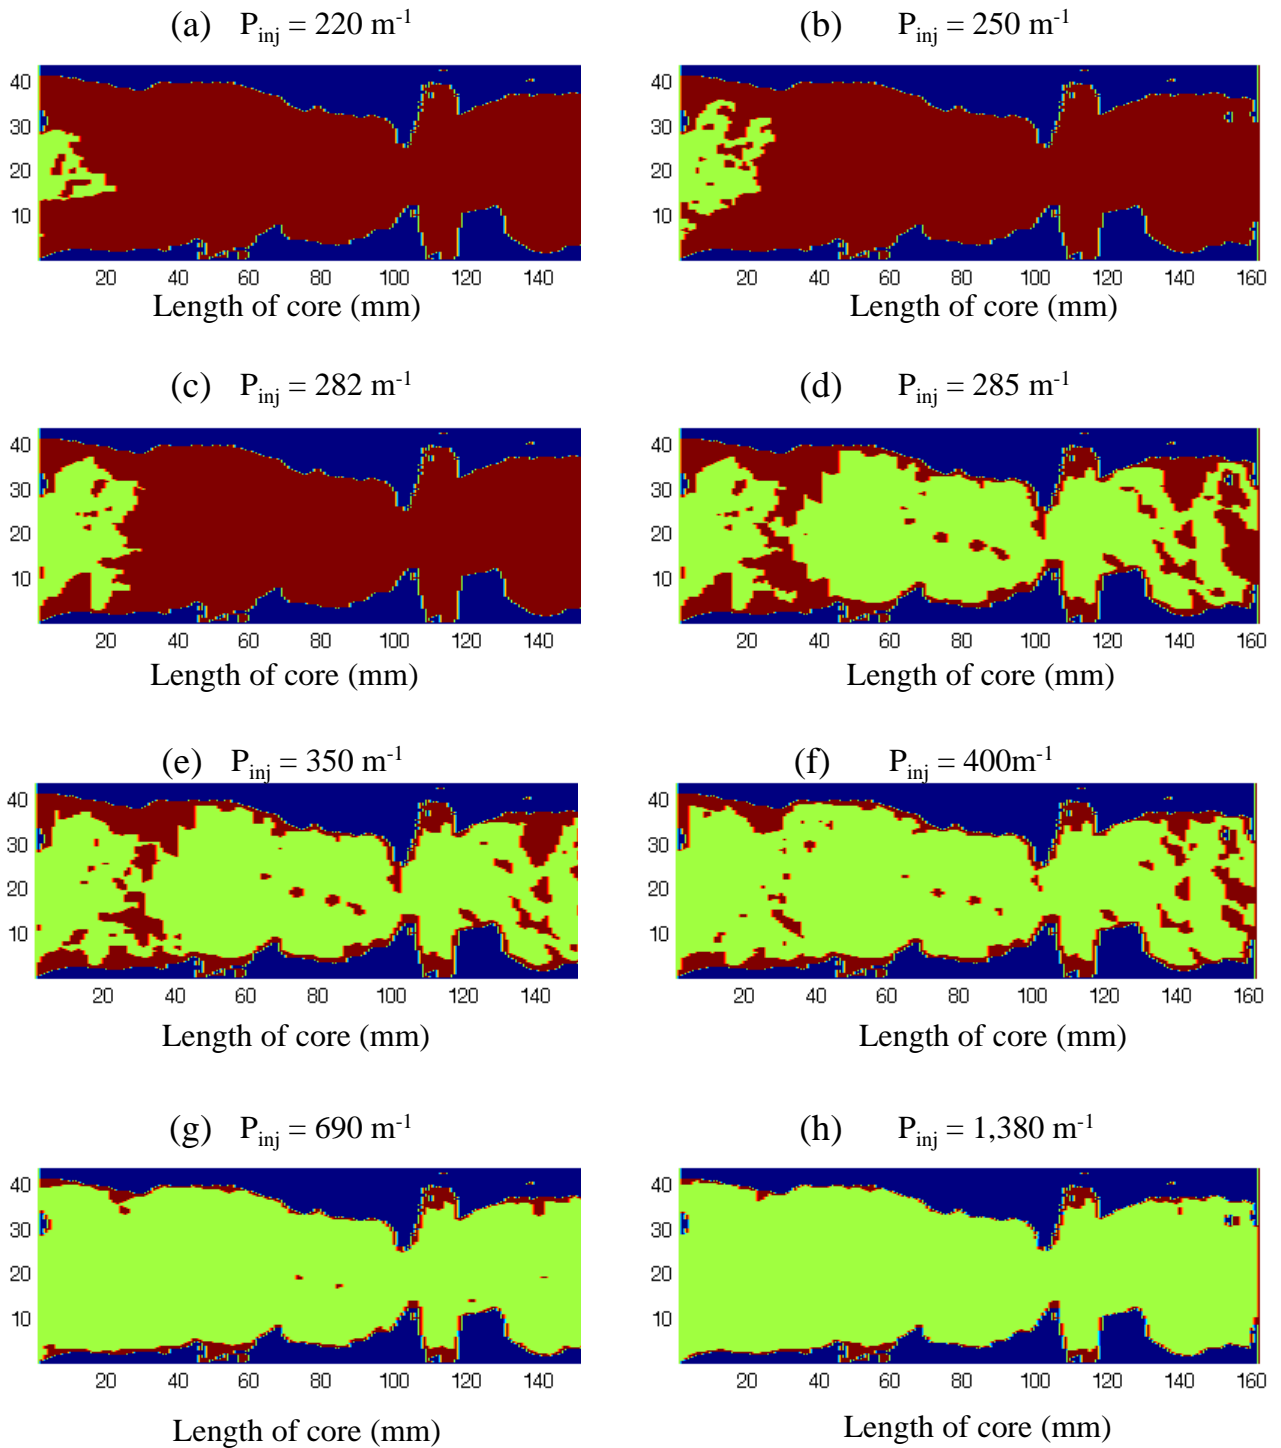 (a) P_inj = 220 m⁻¹
(b) P_inj = 250 m⁻¹
40
30
20
10
20 40 60 80 100 120 140
Length of core (mm)
40
30
20
10
20 40 60 80 100 120 140 160
Length of core (mm)
(c) P_inj = 282 m⁻¹
(d) P_inj = 285 m⁻¹
40
30
20
10
20 40 60 80 100 120 140
Length of core (mm)
40
30
20
10
20 40 60 80 100 120 140 160
Length of core (mm)
(e) P_inj = 350 m⁻¹
(f) P_inj = 400m⁻¹
40
30
20
10
20 40 60 80 100 120 140
Length of core (mm)
40
30
20
10
20 40 60 80 100 120 140 160
Length of core (mm)
(g) P_inj = 690 m⁻¹
(h) P_inj = 1,380 m⁻¹
40
30
20
10
20 40 60 80 100 120 140
Length of core (mm)
40
30
20
10
20 40 60 80 100 120 140 160
Length of core (mm)